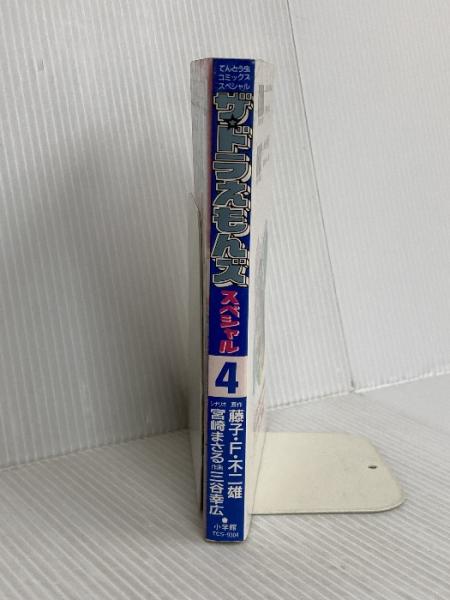 てんとう虫
コミックス
スペシャル
ザ☆ドラえもんズ
スペシャル
4
原作
藤子・F・不二雄
シナリオ
宮崎まさる
作画
三谷幸広
小学館
TCS-9304